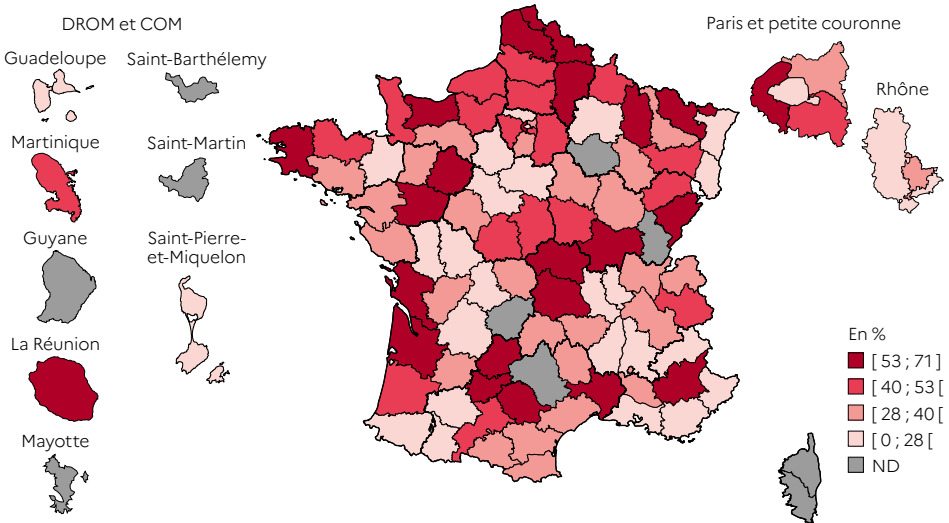 DROM et COM
Guadeloupe
Saint-Barthélemy
Martinique
Saint-Martin
Guyane
Saint-Pierre-
et-Miquelon
La Réunion
Mayotte
Paris et petite couronne
Rhône
En %
[ 53 ; 71 ]
[ 40 ; 53 [
[ 28 ; 40 [
[ 0 ; 28 [
ND